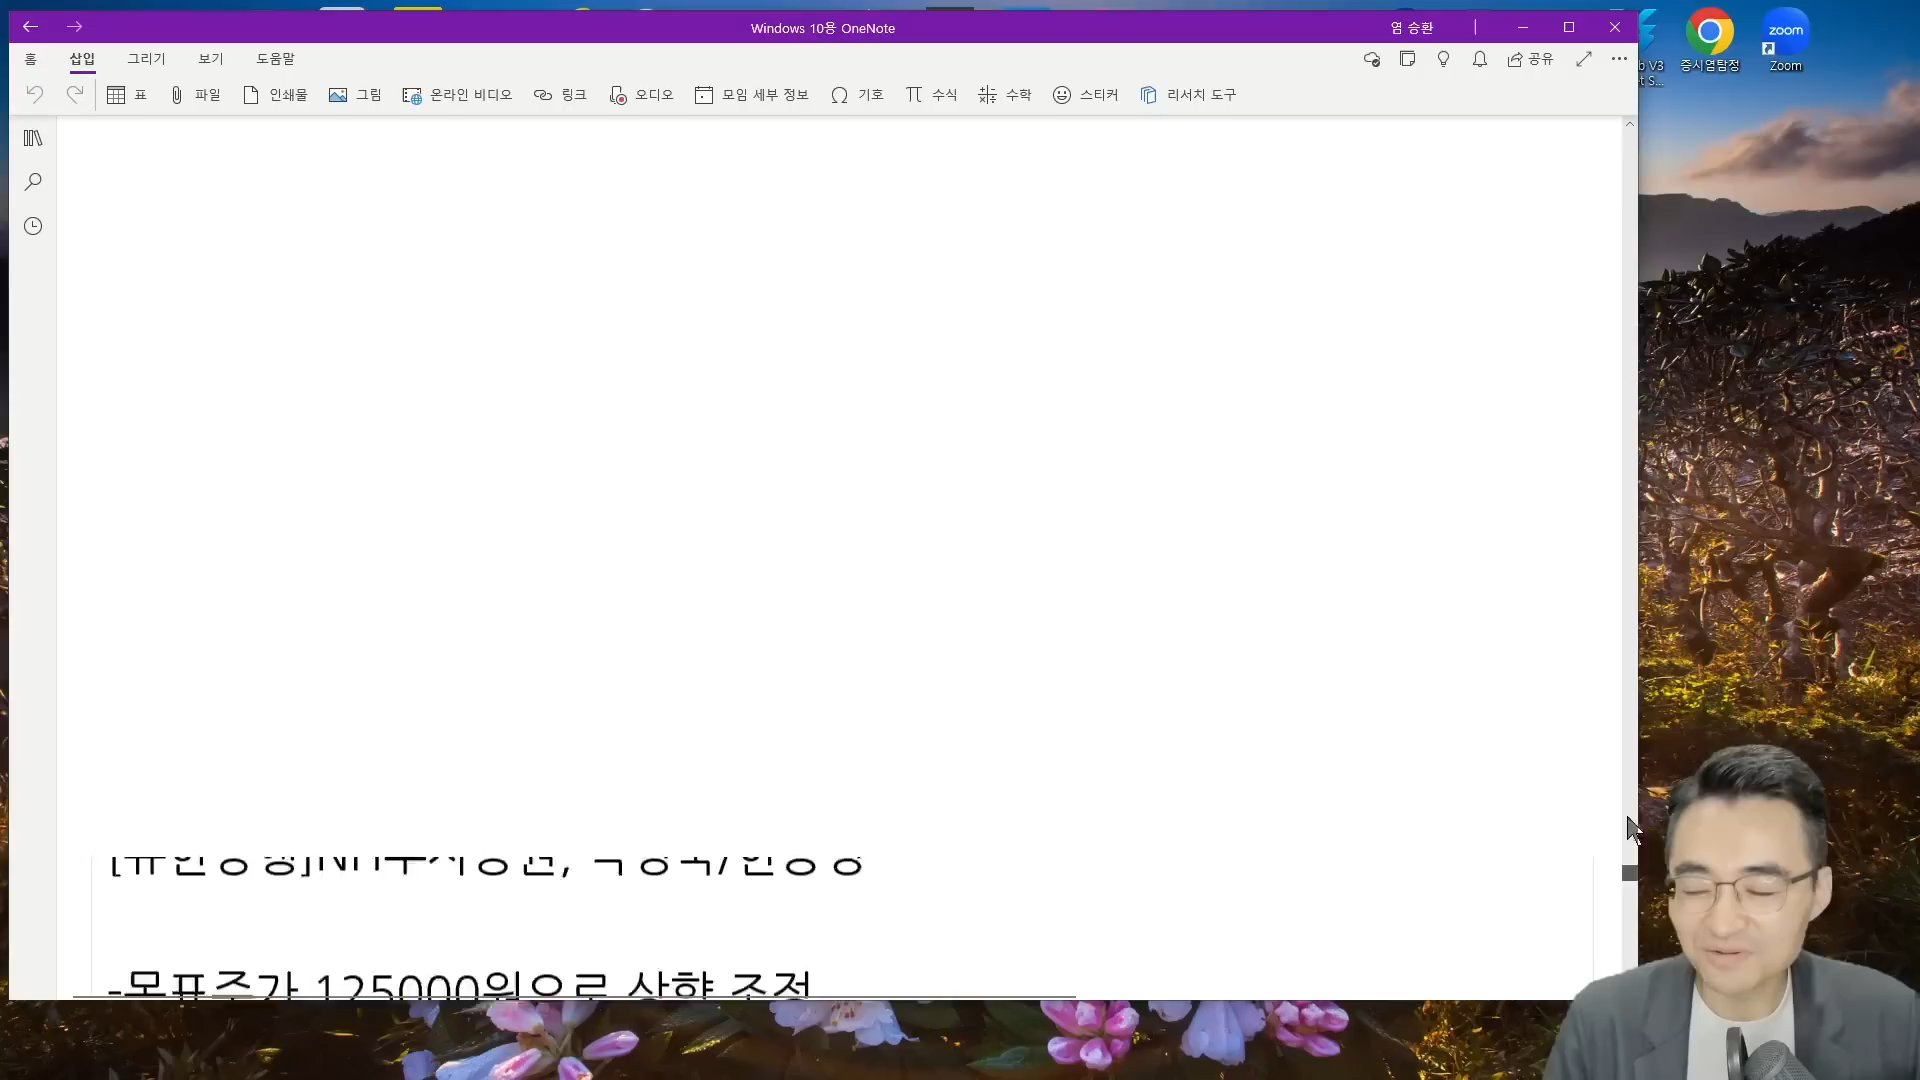 Windows 10용 OneNote
염 승환
홈 삽입 그리기 보기 도움말
공유
표 파일 인쇄물 그림 온라인 비디오 링크 오디오 모임 세부 정보 기호 수식 수학 스티커 리서치 도구
b V3
t S...
증시염탐정
zoom
Zoom
-목표주가 125000원으로 상향 조정